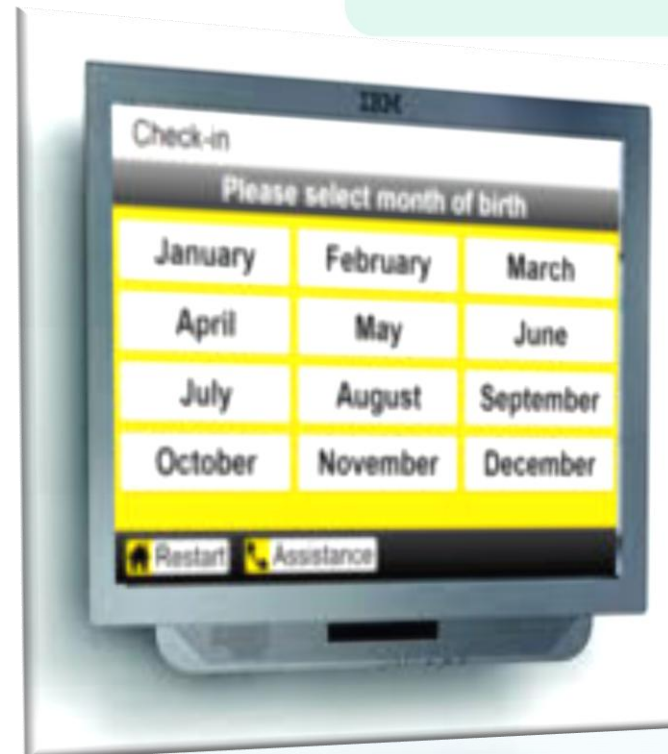 IBM
Check-in
Please select month of birth
January February March
April May June
July August September
October November December
Restart Assistance